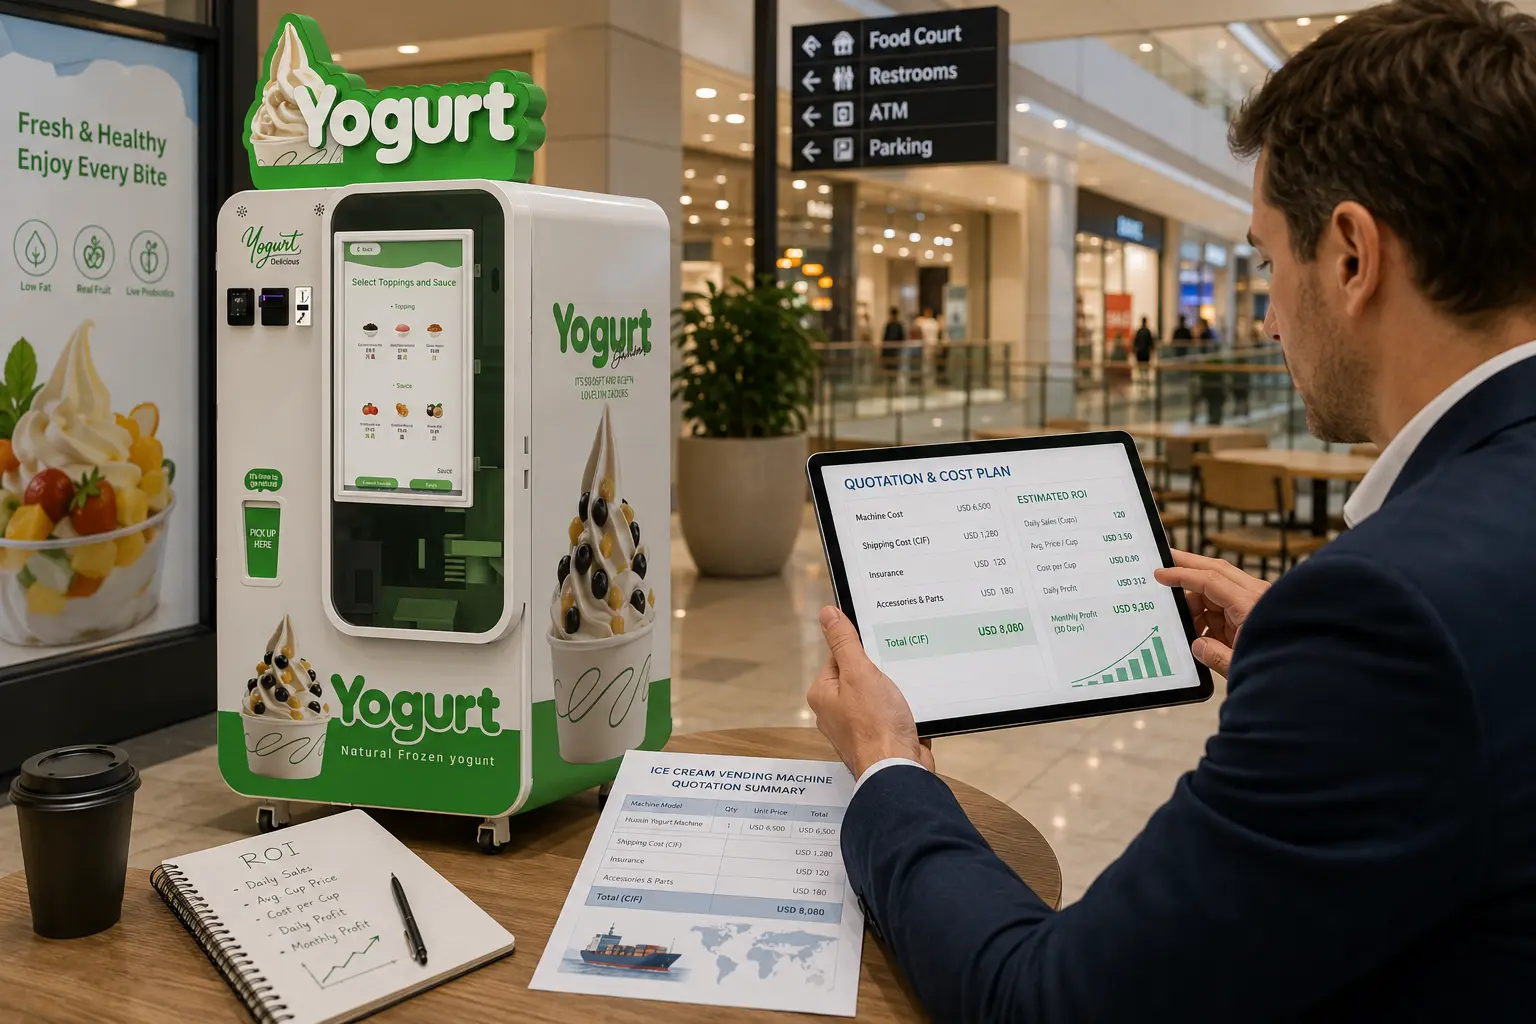 Fresh & Healthy
Enjoy Every Bite
Low Fat
Real Fruit
Live Probiotics
Yogurt
Yogurt
Delicious
Select Toppings and Sauce
• Topping
• Sauce
Sauce
PICK UP
HERE
Yogurt
Natural Frozen yogurt
Yogurt
Food Court
Restrooms
ATM
Parking
QUOTATION & COST PLAN
Machine Cost USD 6,500
Shipping Cost (CIF) USD 1,280
Insurance USD 120
Accessories & Parts USD 180
Total (CIF) USD 8,080
ESTIMATED ROI
Daily Sales (Cups) 120
Avg. Price / Cup USD 3.50
Cost per Cup USD 0.90
Daily Profit USD 312
Monthly Profit USD 9,360
(30 Days)
ROI
- Daily Sales
- Avg. Cup Price
- Cost per Cup
- Daily Profit
• Monthly Profit
ICE CREAM VENDING MACHINE
QUOTATION SUMMARY
Machine Model Qty Unit Price Total
Huaxin Yogurt Machine 1 USD 6,500 USD 6,500
Shipping Cost (CIF) USD 1,280
Insurance USD 120
Accessories & Parts USD 180
Total (CIF) USD 8,080